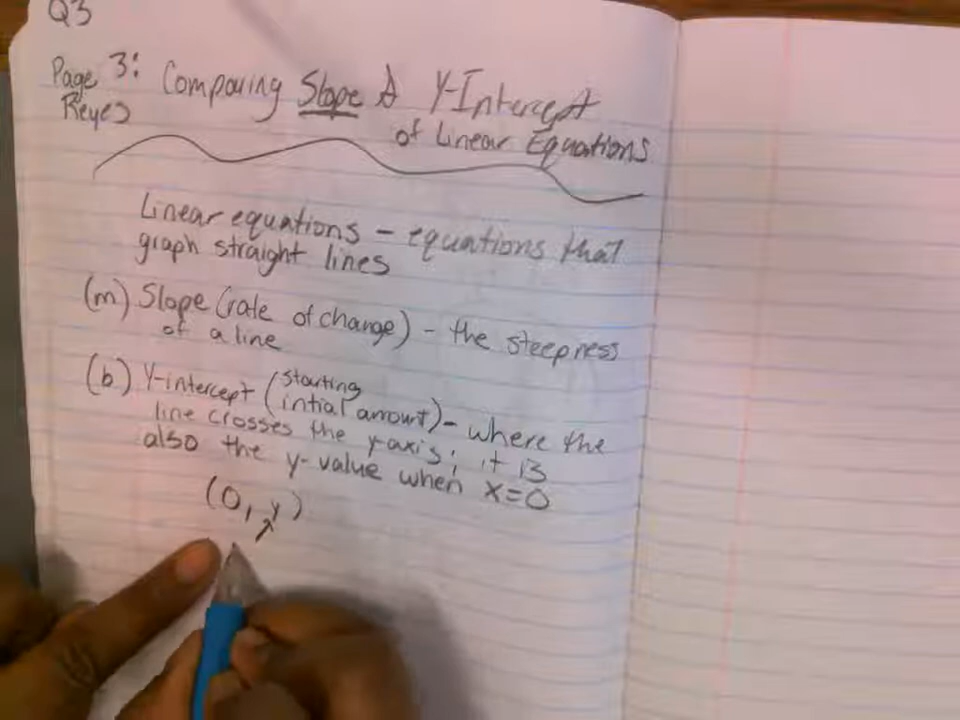 Q3
Page 3: Comparing Slope & Y-Intercept
Reyes
of Linear Equations
Linear equations - equations that
graph straight lines
(m) Slope (rate of change) - the steepness
of a line
(b) Y-intercept (starting
intial amount) - where the
line crosses the y-axis; it is
also the y-value when x=0
(0, y)